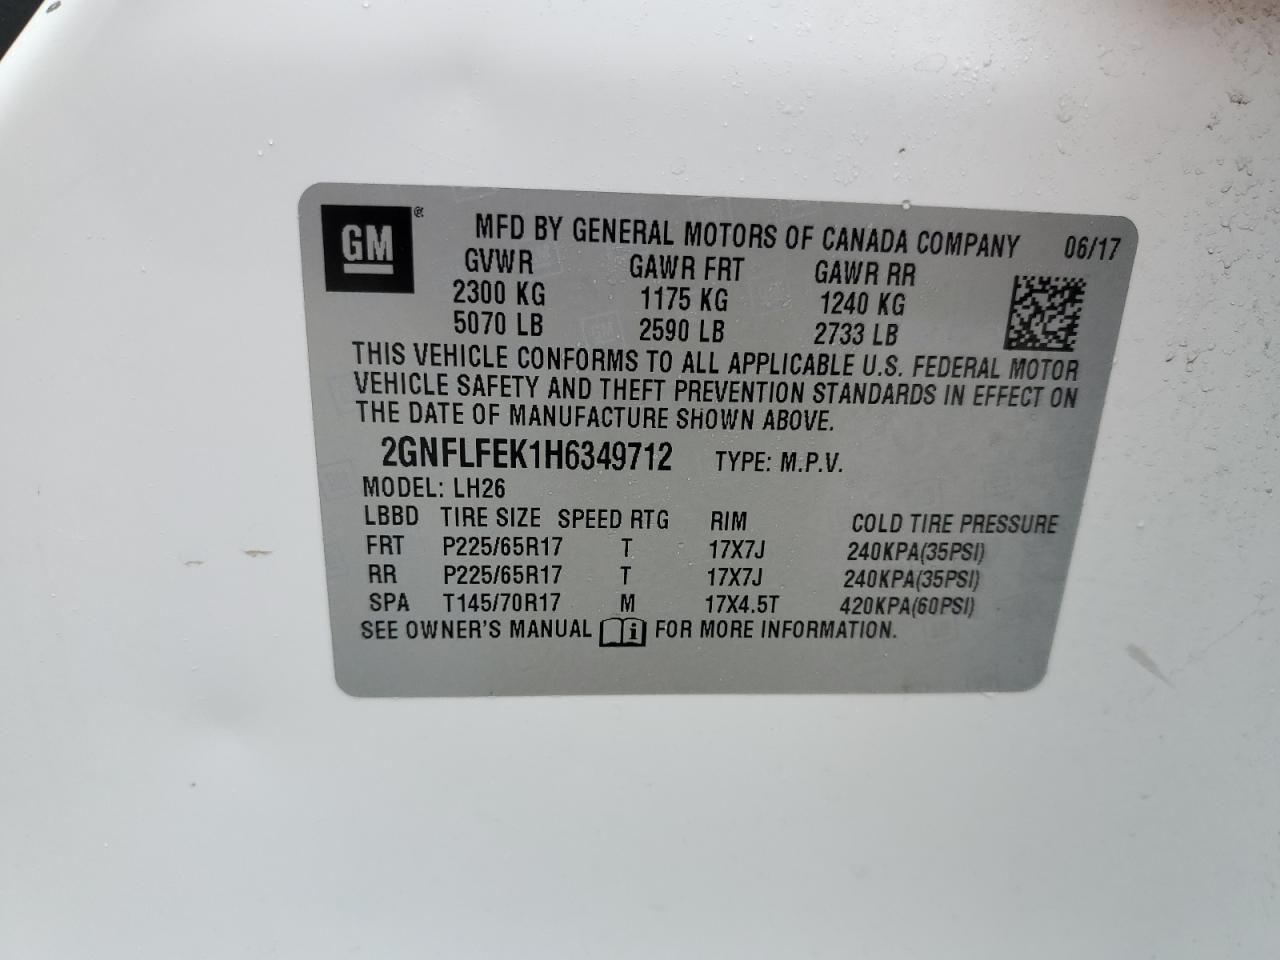 GM ®
MFD BY GENERAL MOTORS OF CANADA COMPANY 06/17
GVWR GAWR FRT GAWR RR
2300 KG 1175 KG 1240 KG
5070 LB 2590 LB 2733 LB
THIS VEHICLE CONFORMS TO ALL APPLICABLE U.S. FEDERAL MOTOR
VEHICLE SAFETY AND THEFT PREVENTION STANDARDS IN EFFECT ON
THE DATE OF MANUFACTURE SHOWN ABOVE.
2GNFLFEK1H6349712 TYPE: M.P.V.
MODEL: LH26
LBBD TIRE SIZE SPEED RTG RIM COLD TIRE PRESSURE
FRT P225/65R17 T 17X7J 240KPA(35PSI)
RR P225/65R17 T 17X7J 240KPA(35PSI)
SPA T145/70R17 M 17X4.5T 420KPA(60PSI)
SEE OWNER'S MANUAL i FOR MORE INFORMATION.